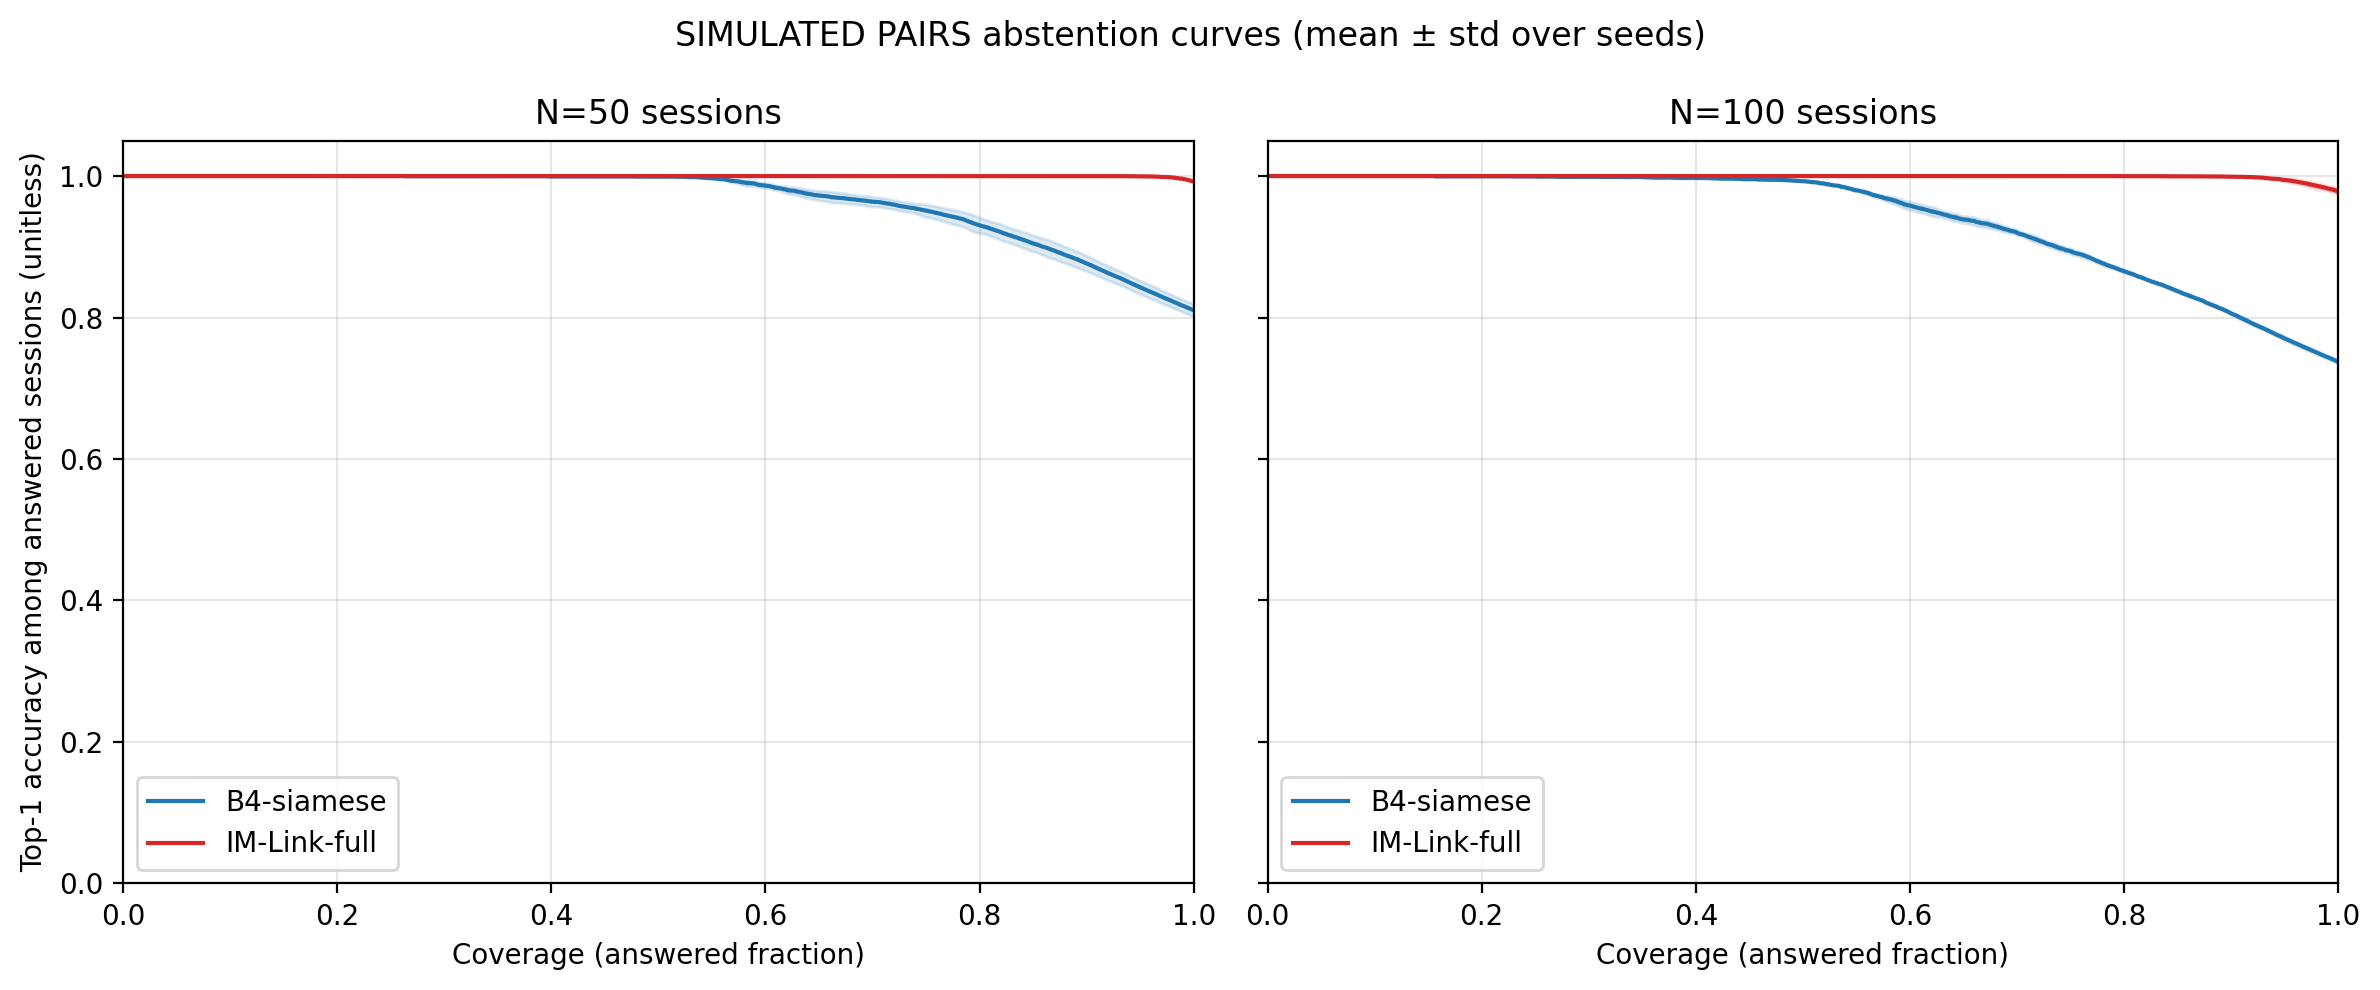 SIMULATED PAIRS abstention curves (mean ± std over seeds)
N=50 sessions
Top-1 accuracy among answered sessions (unitless)
1.0
0.8
0.6
0.4
0.2
0.0
B4-siamese
IM-Link-full
0.0 0.2 0.4 0.6 0.8 1.0
Coverage (answered fraction)
N=100 sessions
B4-siamese
IM-Link-full
0.0 0.2 0.4 0.6 0.8 1.0
Coverage (answered fraction)